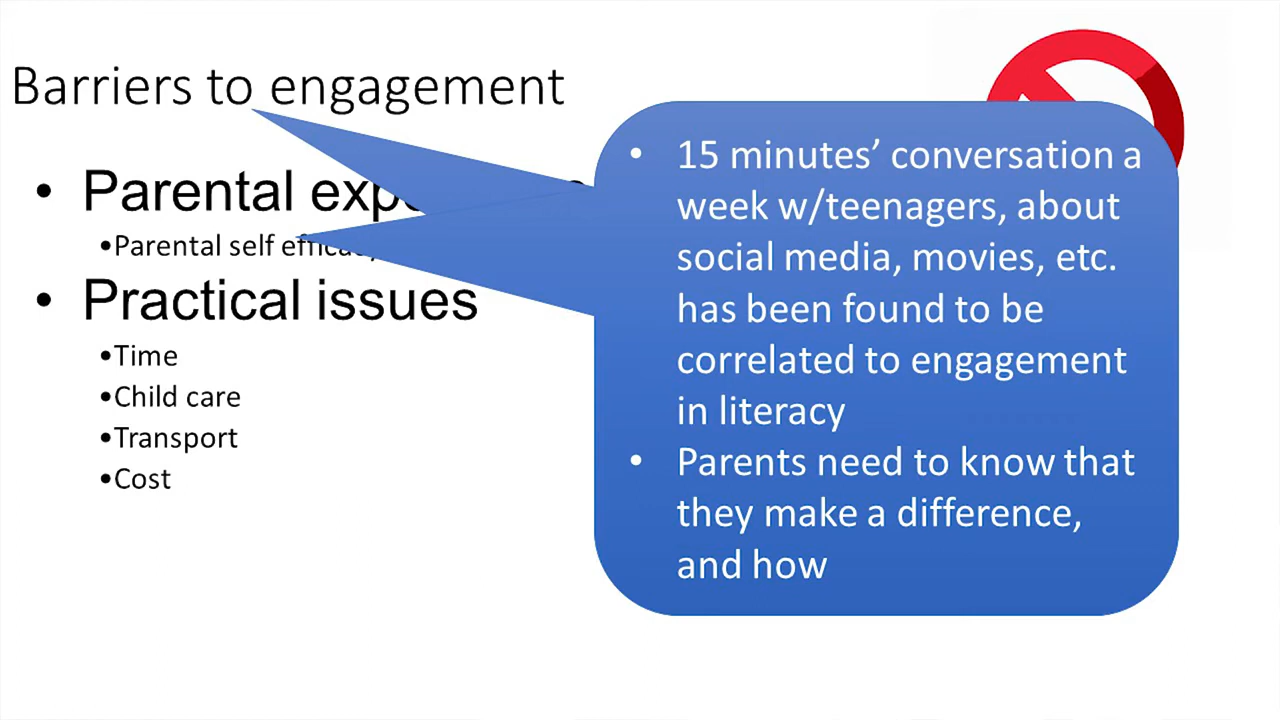 Barriers to engagement
• Parental
•Parental self
• Practical issues
•Time
•Child care
•Transport
•Cost
• 15 minutes’ conversation a
week w/teenagers, about
social media, movies, etc.
has been found to be
correlated to engagement
in literacy
• Parents need to know that
they make a difference,
and how